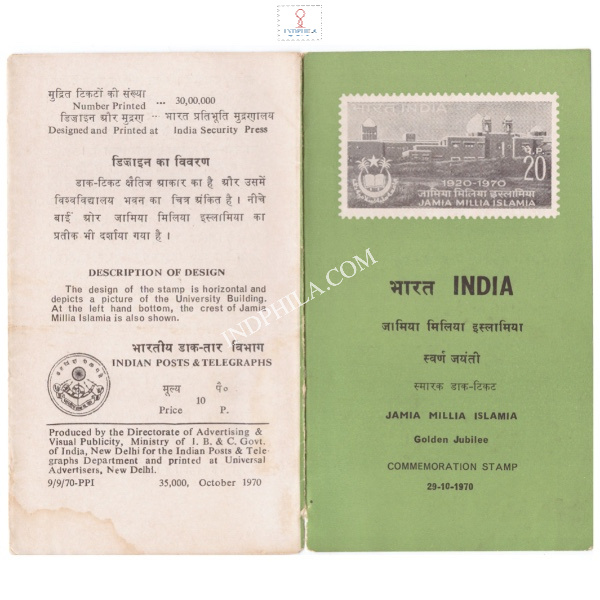 INDPHILA
मुद्रित टिकटों की संख्या
Number Printed ... 30,00,000
डिजाइन और मुद्रण ·· भारत प्रतिभूति मुद्रणालय
Designed and Printed at India Security Press
डिजाइन का विवरण
डाक-टिकट क्षैतिज आकार का है और उसमें
विश्वविद्यालय भवन का चित्र अंकित है । नीचे
बाईं ओर जामिया मिलिया इस्लामिया का
प्रतीक भी दर्शाया गया है ।
DESCRIPTION OF DESIGN
The design of the stamp is horizontal and
depicts a picture of the University Building.
At the left hand bottom, the crest of Jamia
Millia Islamia is also shown.
भारतीय डाक-तार विभाग
INDIAN POSTS & TELEGRAPHS
मूल्य पै०
10
Price P.
Produced by the Directorate of Advertising &
Visual Publicity, Ministry of I. B. & C. Govt.
of India, New Delhi for the Indian Posts & Tele-
graphs Department and printed at Universal
Advertisers, New Delhi.
9/9/70-PPI 35,000, October 1970
भारत INDIA
P.
20
1920-1970
जामिया मिलिया इस्लामिया
JAMIA MILLIA ISLAMIA
भारत INDIA
जामिया मिलिया इस्लामिया
स्वर्ण जयंती
स्मारक डाक-टिकट
JAMIA MILLIA ISLAMIA
Golden Jubilee
COMMEMORATION STAMP
29-10-1970
INDPHILA.COM